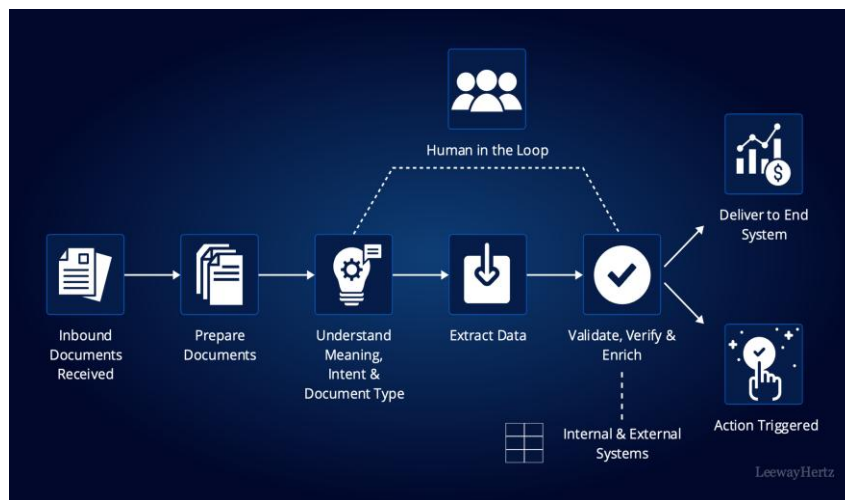 Human in the Loop
Deliver to End
System
Inbound
Documents
Received
Prepare
Documents
Understand
Meaning,
Intent &
Document Type
Extract Data
Validate, Verify &
Enrich
Internal & External
Systems
Action Triggered
LeewayHertz
$